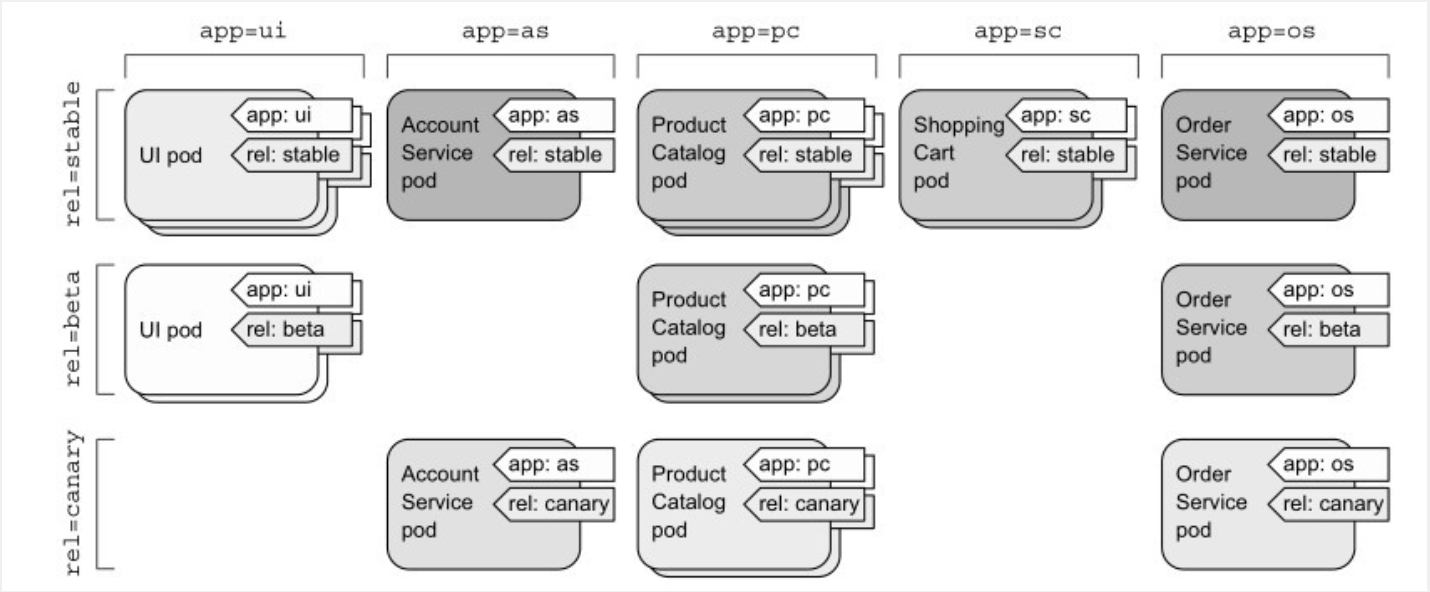 app=ui
app=as
app=pc
app=sc
app=os
rel=stable
UI pod
app: ui
rel: stable
Account
Service
pod
app: as
rel: stable
Product
Catalog
pod
app: pc
rel: stable
Shopping
Cart
pod
app: sc
rel: stable
Order
Service
pod
app: os
rel: stable
rel=beta
UI pod
app: ui
rel: beta
Product
Catalog
pod
app: pc
rel: beta
Order
Service
pod
app: os
rel: beta
rel=canary
Account
Service
pod
app: as
rel: canary
Product
Catalog
pod
app: pc
rel: canary
Order
Service
pod
app: os
rel: canary